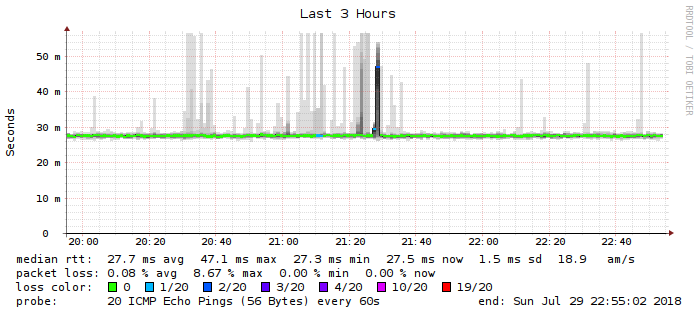 Last 3 Hours
RRDTOOL / TOBI OETIKER
Seconds
50 m
40 m
30 m
20 m
10 m
0
20:00 20:20 20:40 21:00 21:20 21:40 22:00 22:20 22:40
median rtt: 27.7 ms avg 47.1 ms max 27.3 ms min 27.5 ms now 1.5 ms sd 18.9 am/s
packet loss: 0.08 % avg 8.67 % max 0.00 % min 0.00 % now
loss color: 0 1/20 2/20 3/20 4/20 10/20 19/20
probe: 20 ICMP Echo Pings (56 Bytes) every 60s end: Sun Jul 29 22:55:02 2018